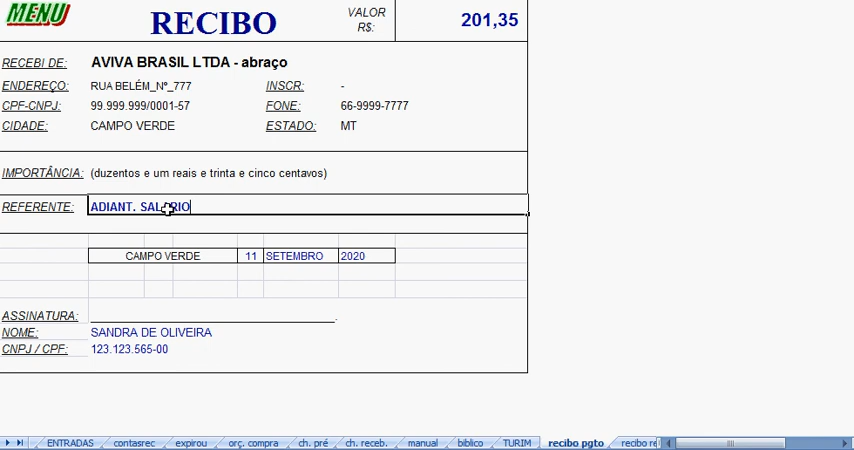 MENU
RECIBO
VALOR R$:
201,35
RECEBI DE: AVIVA BRASIL LTDA - abraço
ENDEREÇO: RUA BELÉM_Nº_777 INSCR: -
CPF-CNPJ: 99.999.999/0001-57 FONE: 66-9999-7777
CIDADE: CAMPO VERDE ESTADO: MT
IMPORTÂNCIA: (duzentos e um reais e trinta e cinco centavos)
REFERENTE: ADIANT. SALARIO
CAMPO VERDE 11 SETEMBRO 2020
ASSINATURA: ____________________.
NOME: SANDRA DE OLIVEIRA
CNPJ / CPF: 123.123.565-00
ENTRADAS contasrec expirou orç. compra ch. pré ch. receb. manual biblico TURIM recibo pgto recibo re